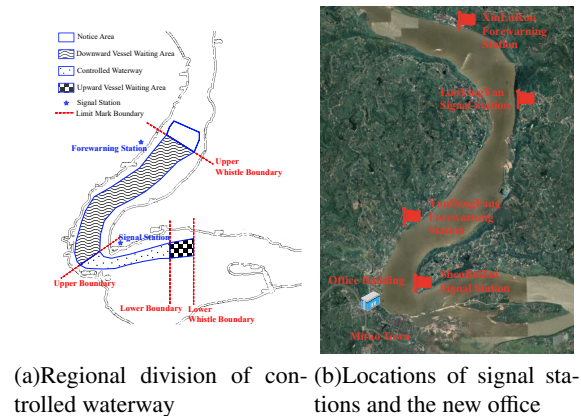 Notice Area
Downward Vessel Waiting Area
Controlled Waterway
Upward Vessel Waiting Area
Signal Station
Limit Mark Boundary
Forewarning Station
Upper
Whistle Boundary
Signal Station
Upper Boundary
Lower Boundary
Lower
Whistle Boundary
Forewarning
Station
Signal Station
Forewarning
Station
Office Building
Signal Station
(a)Regional division of con-
trolled waterway
(b)Locations of signal sta-
tions and the new office